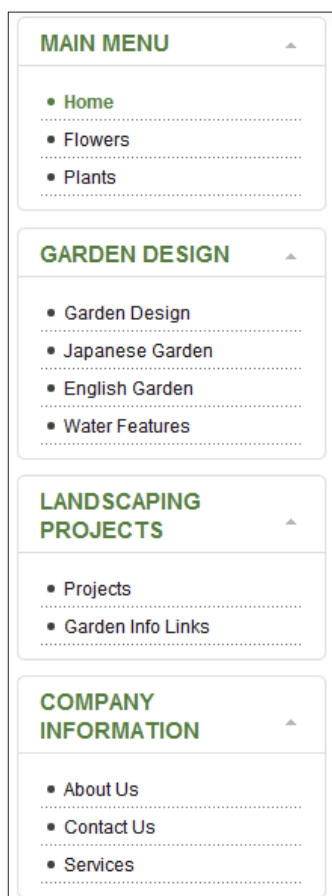 MAIN MENU
Home
Flowers
Plants
GARDEN DESIGN
Garden Design
Japanese Garden
English Garden
Water Features
LANDSCAPING
PROJECTS
Projects
Garden Info Links
COMPANY
INFORMATION
About Us
Contact Us
Services